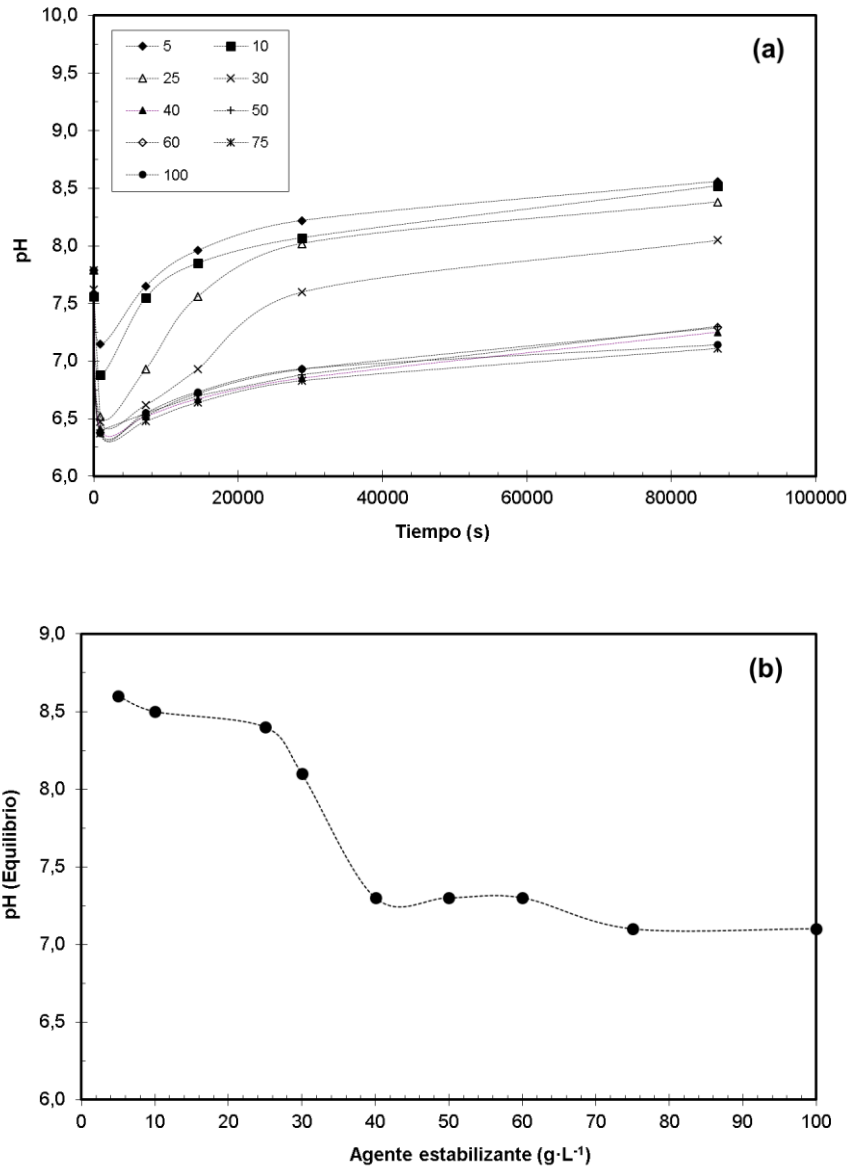 10,0
9,5
9,0
8,5
8,0
7,5
7,0
6,5
6,0
pH
5 10
25 30
40 50
60 75
100
(a)
0 20000 40000 60000 80000 100000
Tiempo (s)
9,0
8,5
8,0
7,5
7,0
6,5
6,0
pH (Equilibrio)
(b)
0 10 20 30 40 50 60 70 80 90 100
Agente estabilizante (g·L⁻¹)